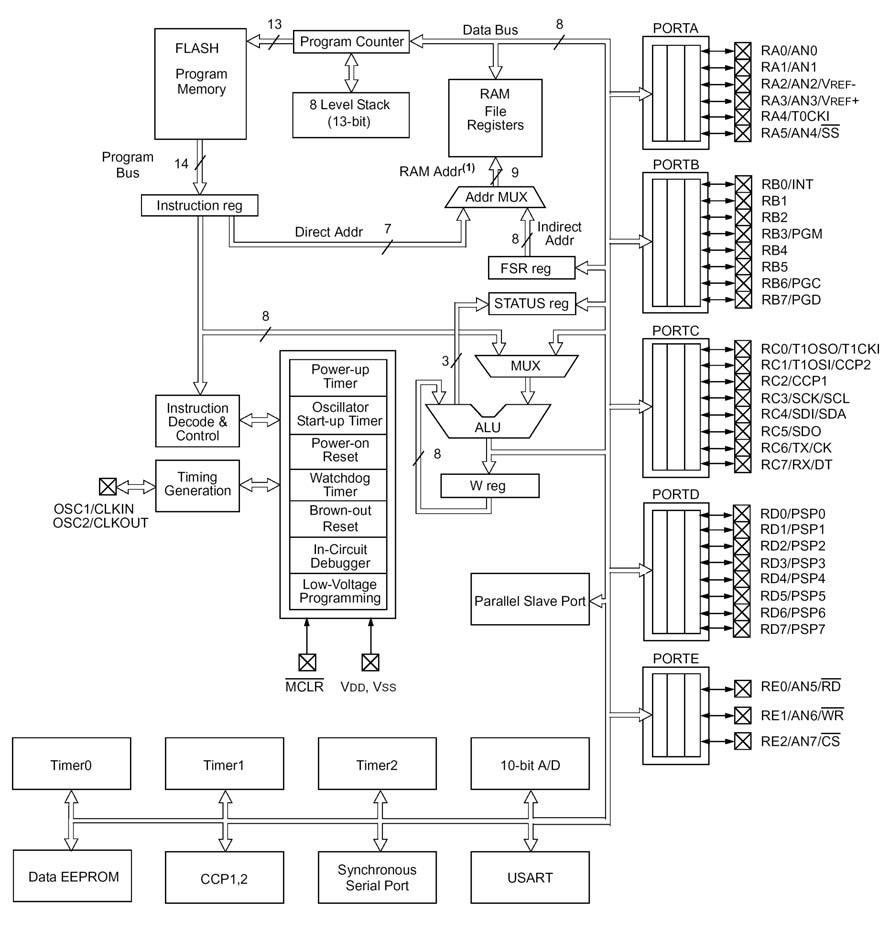 13
Data Bus
8
PORTA
FLASH
Program
Memory
Program Counter
8 Level Stack
(13-bit)
RAM
File
Registers
RA0/AN0
RA1/AN1
RA2/AN2/VREF-
RA3/AN3/VREF+
RA4/T0CKI
RA5/AN4/SS
Program
Bus
14
RAM Addr(1)
9
PORTB
Instruction reg
Addr MUX
Direct Addr
7
8
Indirect
Addr
FSR reg
STATUS reg
RB0/INT
RB1
RB2
RB3/PGM
RB4
RB5
RB6/PGC
RB7/PGD
8
PORTC
3
MUX
ALU
8
W reg
RC0/T1OSO/T1CKI
RC1/T1OSI/CCP2
RC2/CCP1
RC3/SCK/SCL
RC4/SDI/SDA
RC5/SDO
RC6/TX/CK
RC7/RX/DT
Power-up
Timer
Oscillator
Start-up Timer
Power-on
Reset
Watchdog
Timer
Brown-out
Reset
In-Circuit
Debugger
Low-Voltage
Programming
Instruction
Decode &
Control
Timing
Generation
OSC1/CLKIN
OSC2/CLKOUT
MCLR
VDD, VSS
Parallel Slave Port
PORTD
RD0/PSP0
RD1/PSP1
RD2/PSP2
RD3/PSP3
RD4/PSP4
RD5/PSP5
RD6/PSP6
RD7/PSP7
PORTE
RE0/AN5/RD
RE1/AN6/WR
RE2/AN7/CS
Timer0
Timer1
Timer2
10-bit A/D
Data EEPROM
CCP1,2
Synchronous
Serial Port
USART